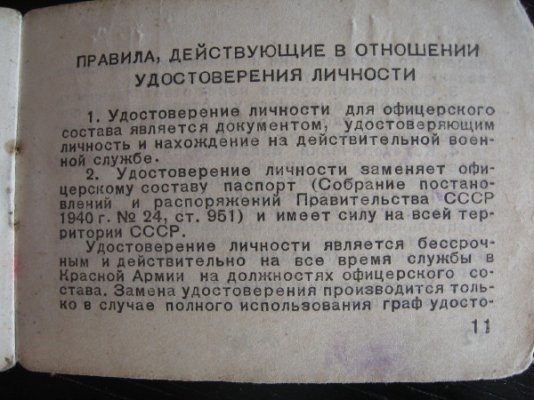 ПРАВИЛА, ДЕЙСТВУЮЩИЕ В ОТНОШЕНИИ
УДОСТОВЕРЕНИЯ ЛИЧНОСТИ
1. Удостоверение личности для офицерского
состава является документом, удостоверяющим
личность и нахождение на действительной воен-
ной службе.
2. Удостоверение личности заменяет офи-
церскому составу паспорт (Собрание постанов-
лений и распоряжений Правительства СССР
1940 г. № 24, ст. 951) и имеет силу на всей тер-
ритории СССР.
Удостоверение личности является бессроч-
ным и действительно на все время службы в
Красной Армии на должностях офицерского со-
става. Замена удостоверения производится толь-
ко в случае полного использования граф удосто-
11